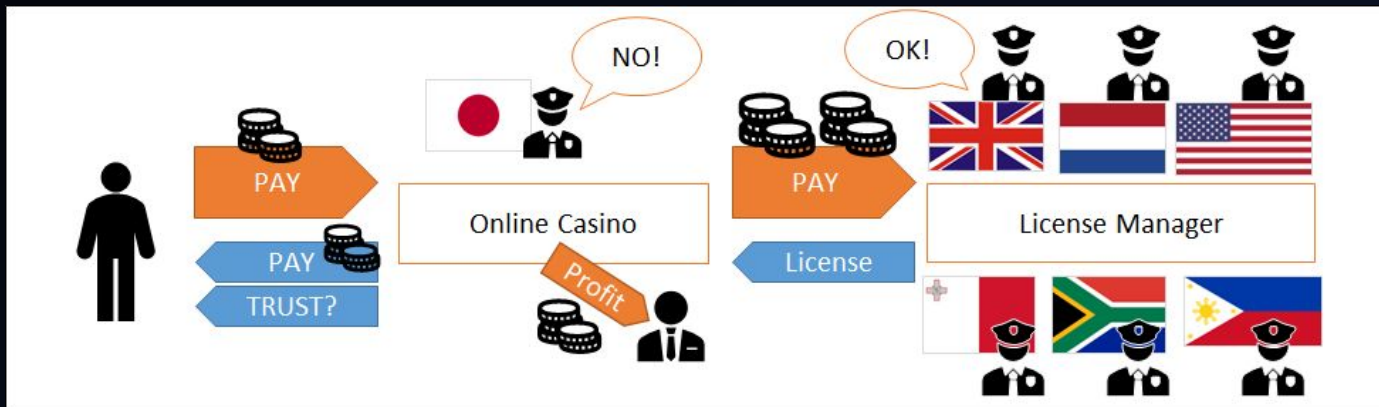 NO!
OK!
PAY
PAY
Online Casino
License Manager
PAY
License
Profit
TRUST?